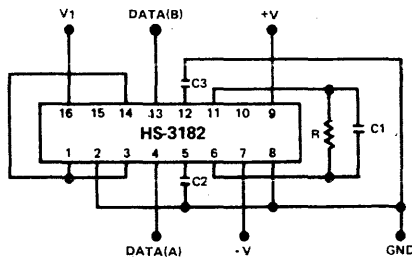 V1 DATA(B) +V
C3
16 15 14 13 12 11 10 9
HS-3182
R C1
1 2 3 4 5 6 7 8
C2
DATA(A) -V GND